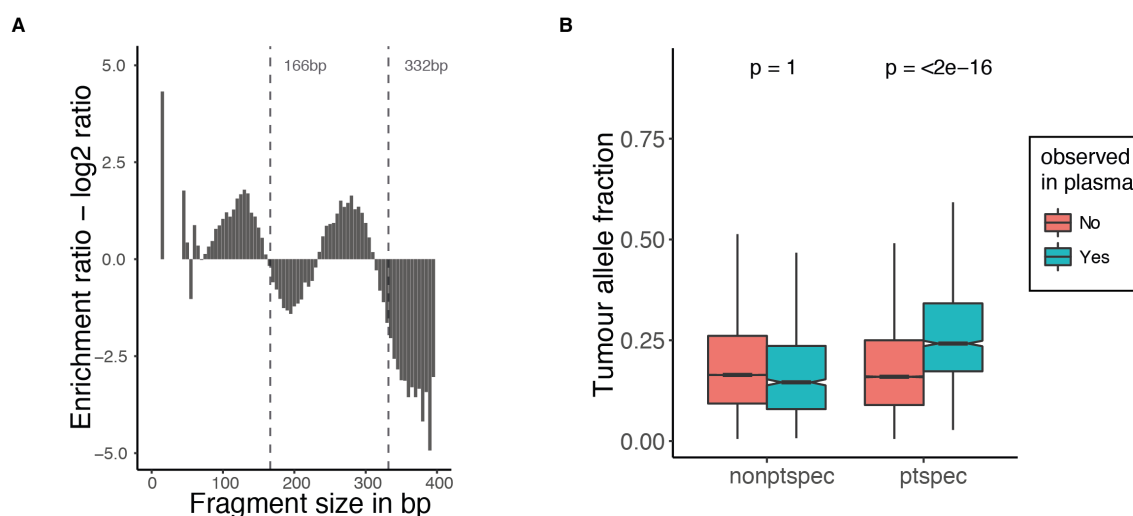 A
Enrichment ratio − log2 ratio
5.0
2.5
0.0
−2.5
−5.0
166bp
332bp
0
100
200
300
400
Fragment size in bp
B
Tumour allele fraction
0.75
0.50
0.25
0.00
p = 1
p = <2e−16
nonptspec
ptspec
observed
in plasma
No
Yes